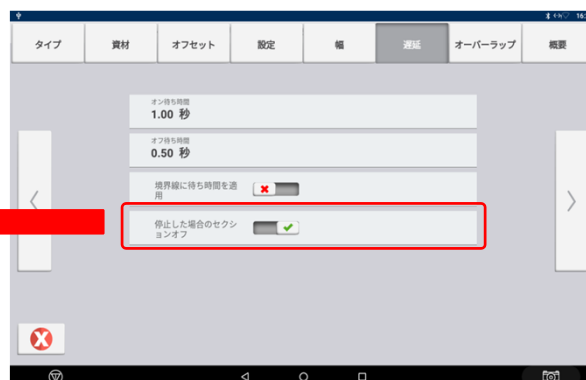 16:
タイプ 資材 オフセット 設定 幅 遅延 オーバーラップ 概要
オン待ち時間
1.00 秒
オフ待ち時間
0.50 秒
境界線に待ち時間を適
用
停止した場合のセクシ
ョンオフ